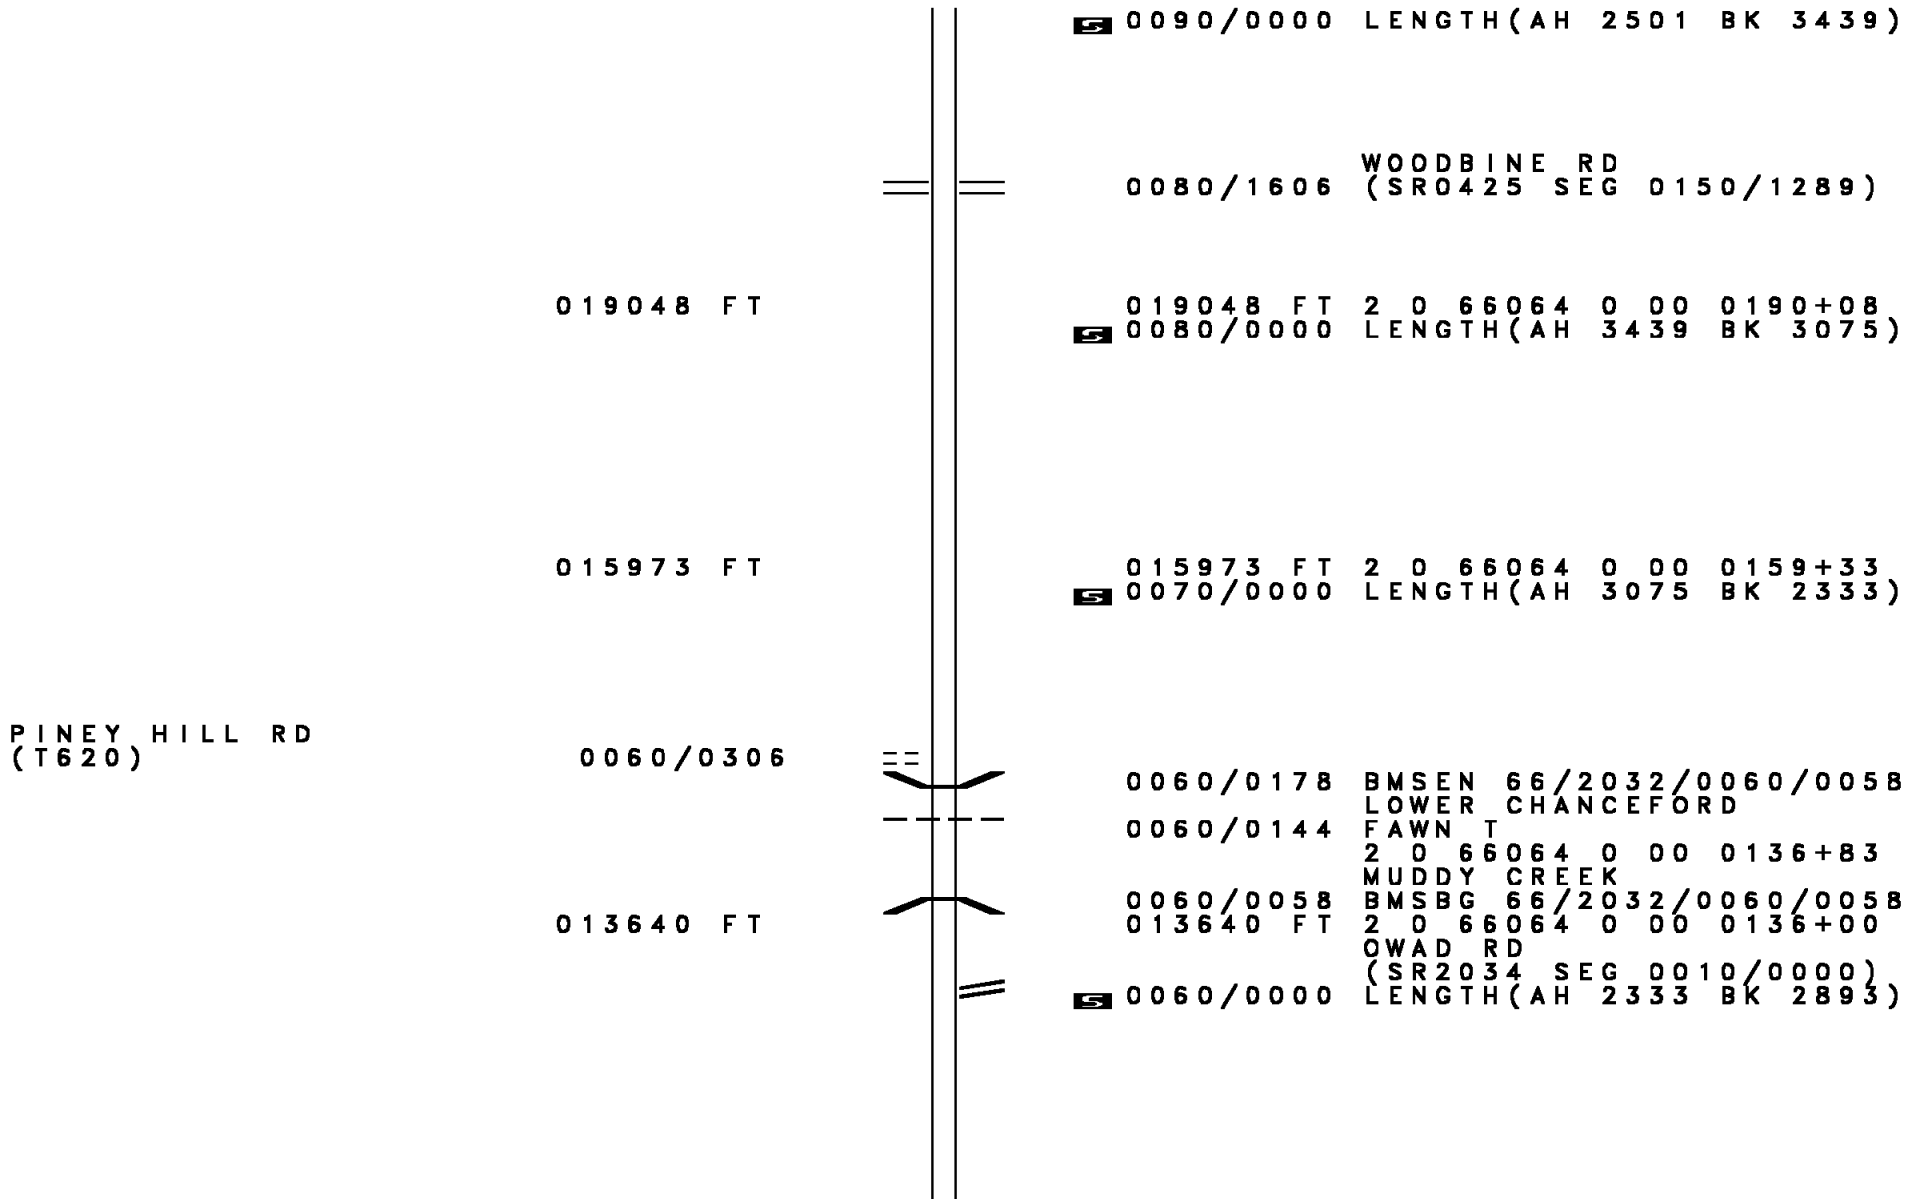 S 0090/0000 LENGTH(AH 2501 BK 3439)
WOODBINE RD
0080/1606 (SR0425 SEG 0150/1289)
019048 FT 019048 FT 2 0 66064 0 00 0190+08
S 0080/0000 LENGTH(AH 3439 BK 3075)
015973 FT 015973 FT 2 0 66064 0 00 0159+33
S 0070/0000 LENGTH(AH 3075 BK 2333)
PINEY HILL RD
(T620) 0060/0306
0060/0178 BMSEN 66/2032/0060/0058
LOWER CHANCEFORD
0060/0144 FAWN T
2 0 66064 0 00 0136+83
MUDDY CREEK
0060/0058 BMSBG 66/2032/0060/0058
013640 FT 013640 FT 2 0 66064 0 00 0136+00
OWAD RD
(SR2034 SEG 0010/0000)
S 0060/0000 LENGTH(AH 2333 BK 2893)